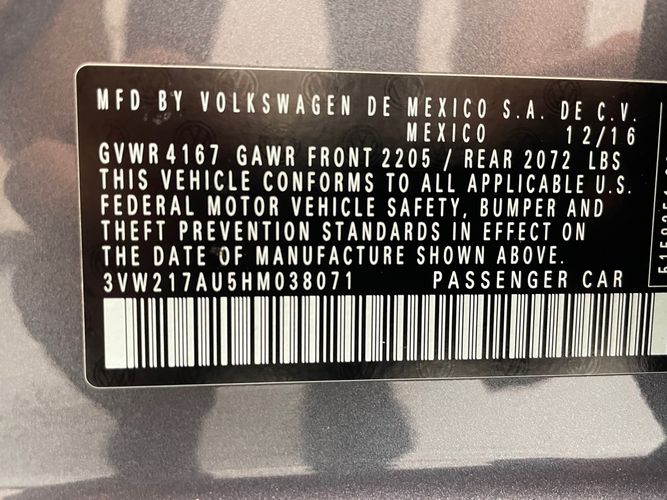 MFD BY VOLKSWAGEN DE MEXICO S.A. DE C.V.
MEXICO 12/16
GVWR 4167 GAWR FRONT 2205 / REAR 2072 LBS
THIS VEHICLE CONFORMS TO ALL APPLICABLE U.S.
FEDERAL MOTOR VEHICLE SAFETY, BUMPER AND
THEFT PREVENTION STANDARDS IN EFFECT ON
THE DATE OF MANUFACTURE SHOWN ABOVE.
3VW217AU5HM038071 PASSENGER CAR